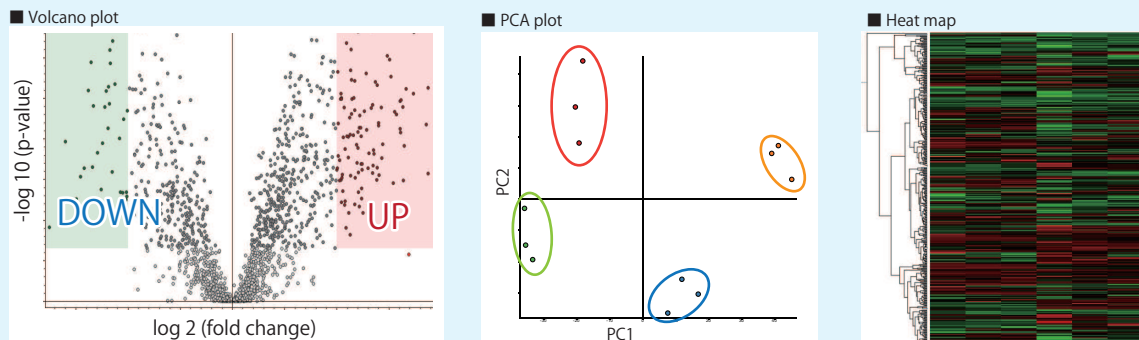 ■ Volcano plot
-log 10 (p-value)
DOWN
UP
log 2 (fold change)
■ PCA plot
PC2
PC1
■ Heat map